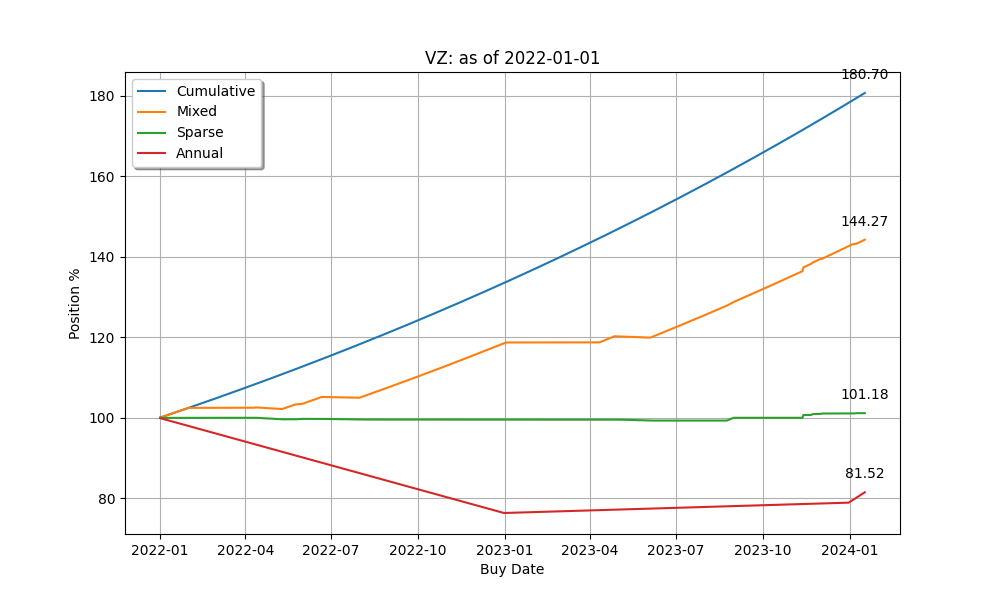 VZ: as of 2022-01-01
180.70
Cumulative
Mixed
Sparse
Annual
144.27
101.18
81.52
Position %
180
160
140
120
100
80
2022-01 2022-04 2022-07 2022-10 2023-01 2023-04 2023-07 2023-10 2024-01
Buy Date